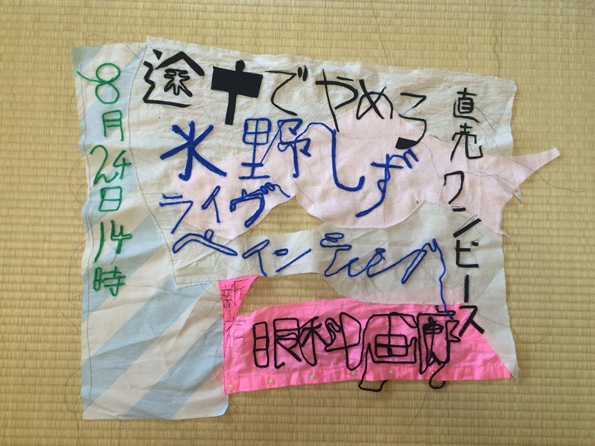 途中でやめる
水野しず
ライヴ
ペインティング
直売ワンピース
8月24日14時
新宿
眼科画廊